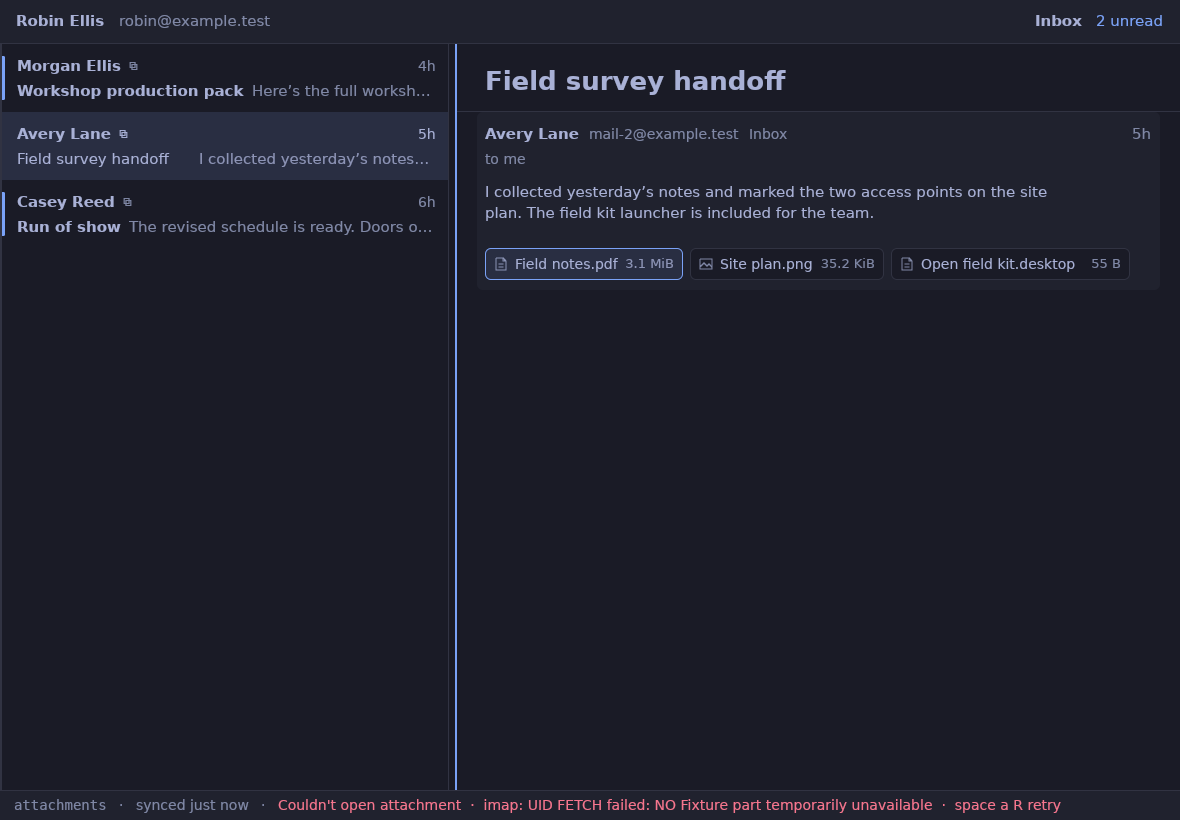 Robin Ellis robin@example.test Inbox 2 unread
Morgan Ellis 4h
Workshop production pack Here’s the full worksh…
Avery Lane 5h
Field survey handoff I collected yesterday’s notes…
Casey Reed 6h
Run of show The revised schedule is ready. Doors o…
Field survey handoff
Avery Lane mail-2@example.test Inbox 5h
to me
I collected yesterday’s notes and marked the two access points on the site
plan. The field kit launcher is included for the team.
Field notes.pdf 3.1 MiB Site plan.png 35.2 KiB Open field kit.desktop 55 B
attachments · synced just now · Couldn't open attachment · imap: UID FETCH failed: NO Fixture part temporarily unavailable · space a R retry